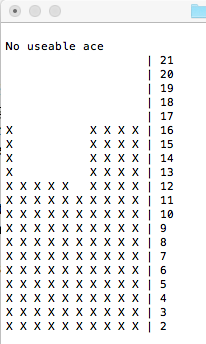 No useable ace
                    | 21
                    | 20
                    | 19
                    | 18
                    | 17
X           X X X X | 16
X           X X X X | 15
X           X X X X | 14
X           X X X X | 13
X X X X X   X X X X | 12
X X X X X X X X X X | 11
X X X X X X X X X X | 10
X X X X X X X X X X | 9
X X X X X X X X X X | 8
X X X X X X X X X X | 7
X X X X X X X X X X | 6
X X X X X X X X X X | 5
X X X X X X X X X X | 4
X X X X X X X X X X | 3
X X X X X X X X X X | 2